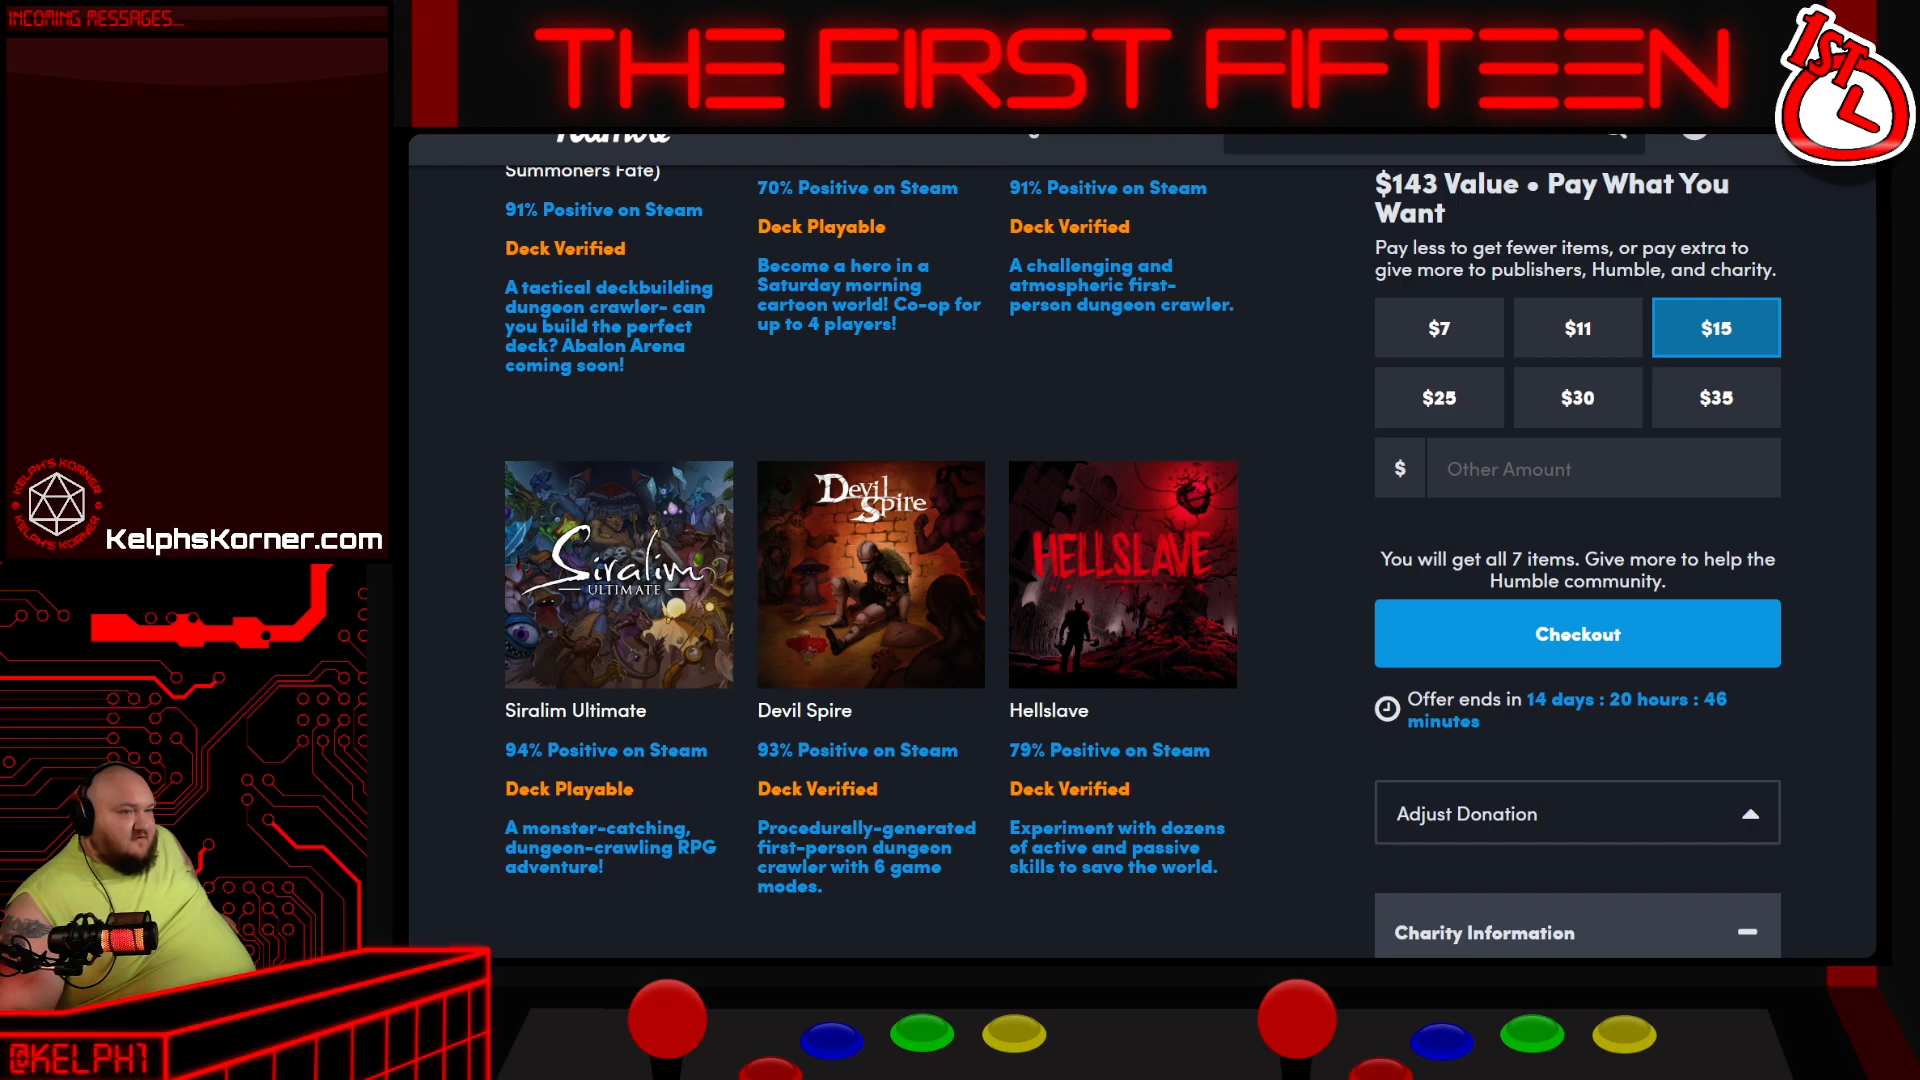 INCOMING MESSAGES...
THE FIRST FIFTEEN
1ST
Summoners Fate)
91% Positive on Steam
Deck Verified
A tactical deckbuilding
dungeon crawler- can
you build the perfect
deck? Abalon Arena
coming soon!
70% Positive on Steam
Deck Playable
Become a hero in a
Saturday morning
cartoon world! Co-op for
up to 4 players!
91% Positive on Steam
Deck Verified
A challenging and
atmospheric first-
person dungeon crawler.
$143 Value • Pay What You
Want
Pay less to get fewer items, or pay extra to
give more to publishers, Humble, and charity.
$7
$11
$15
$25
$30
$35
$
Other Amount
You will get all 7 items. Give more to help the
Humble community.
Checkout
Offer ends in 14 days : 20 hours : 46
minutes
Adjust Donation
Charity Information
KELPH'S KORNER
KELPH'S KORNER
KelphsKorner.com
Siralim
ULTIMATE
Devil
Spire
HELLSLAVE
Siralim Ultimate
94% Positive on Steam
Deck Playable
A monster-catching,
dungeon-crawling RPG
adventure!
Devil Spire
93% Positive on Steam
Deck Verified
Procedurally-generated
first-person dungeon
crawler with 6 game
modes.
Hellslave
79% Positive on Steam
Deck Verified
Experiment with dozens
of active and passive
skills to save the world.
@KELPH1